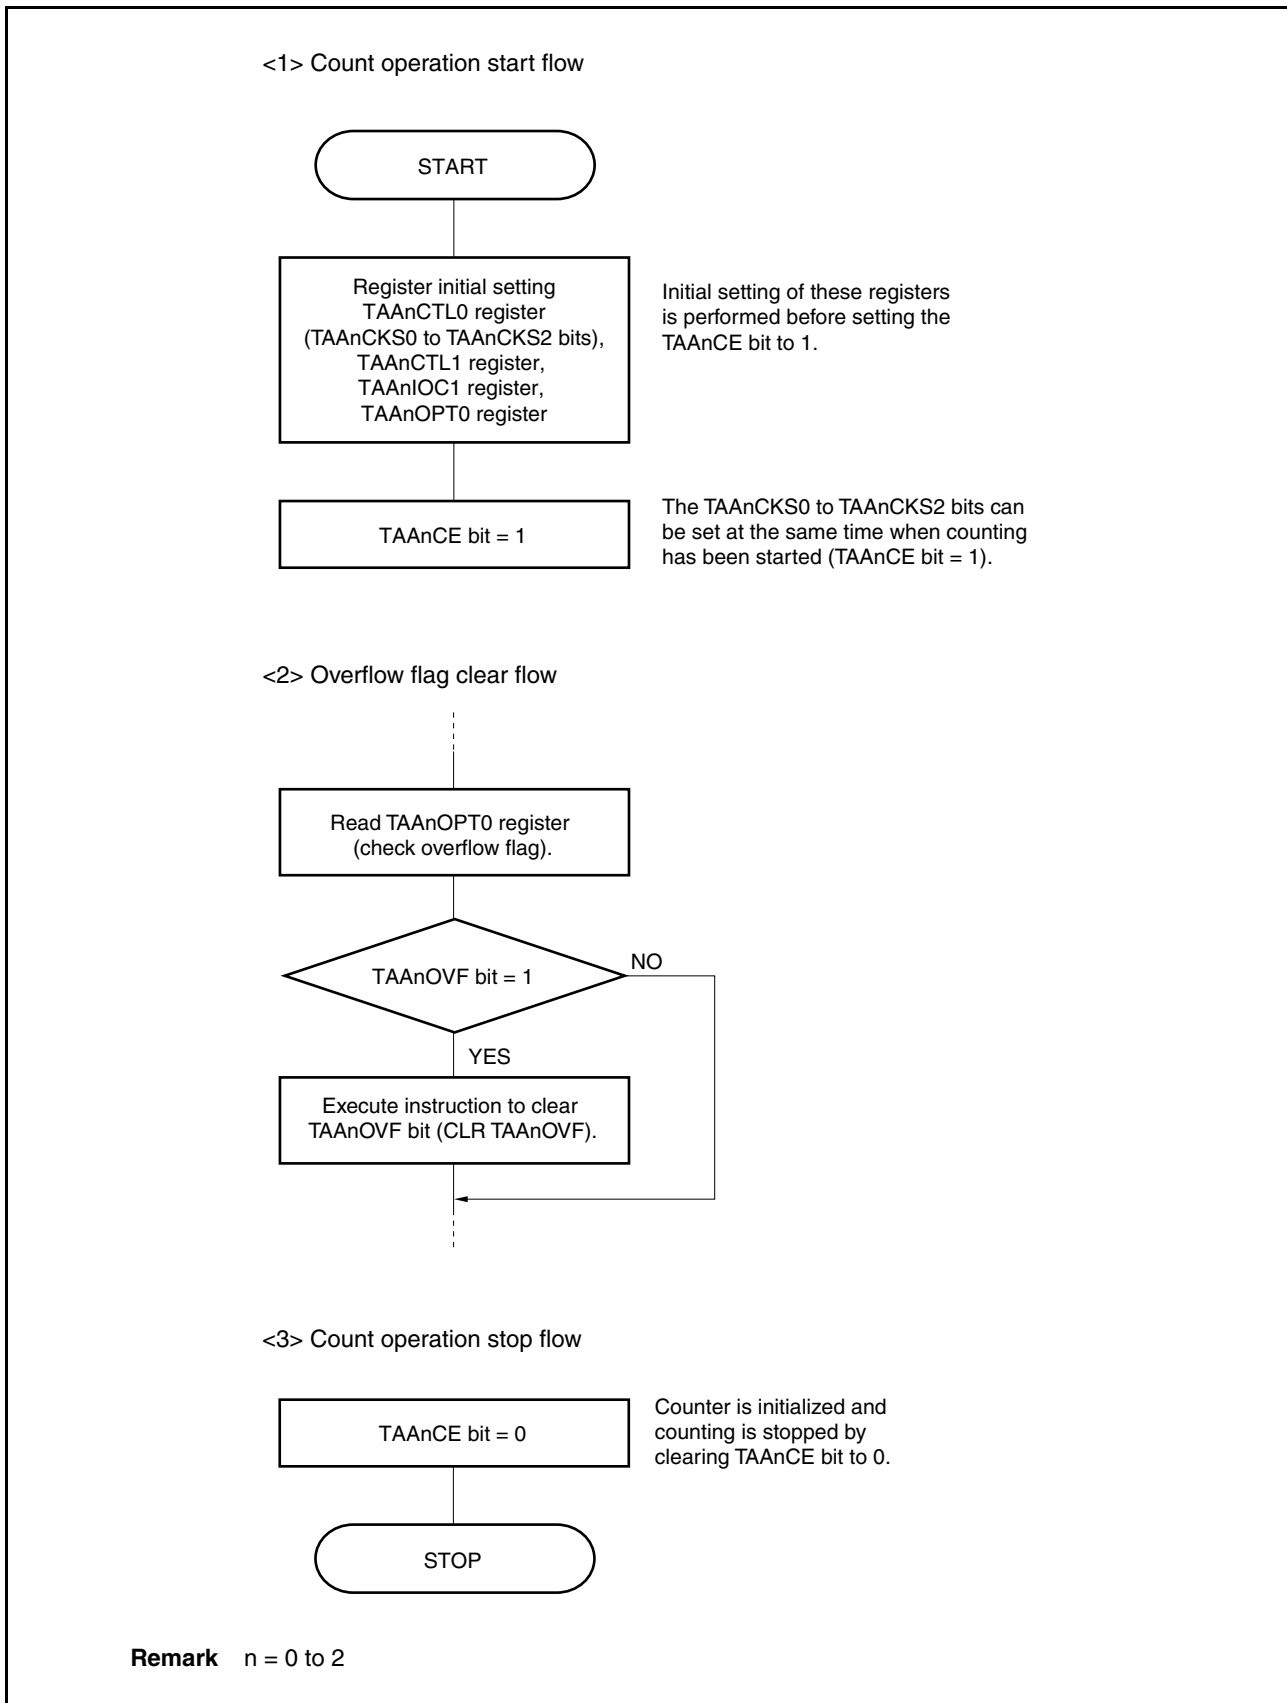 <1> Count operation start flow
START
Register initial setting
TAAnCTL0 register
(TAAnCKS0 to TAAnCKS2 bits),
TAAnCTL1 register,
TAAnIOC1 register,
TAAnOPT0 register
Initial setting of these registers
is performed before setting the
TAAnCE bit to 1.
TAAnCE bit = 1
The TAAnCKS0 to TAAnCKS2 bits can
be set at the same time when counting
has been started (TAAnCE bit = 1).
<2> Overflow flag clear flow
Read TAAnOPT0 register
(check overflow flag).
TAAnOVF bit = 1
NO
YES
Execute instruction to clear
TAAnOVF bit (CLR TAAnOVF).
<3> Count operation stop flow
TAAnCE bit = 0
Counter is initialized and
counting is stopped by
clearing TAAnCE bit to 0.
STOP
Remark n = 0 to 2